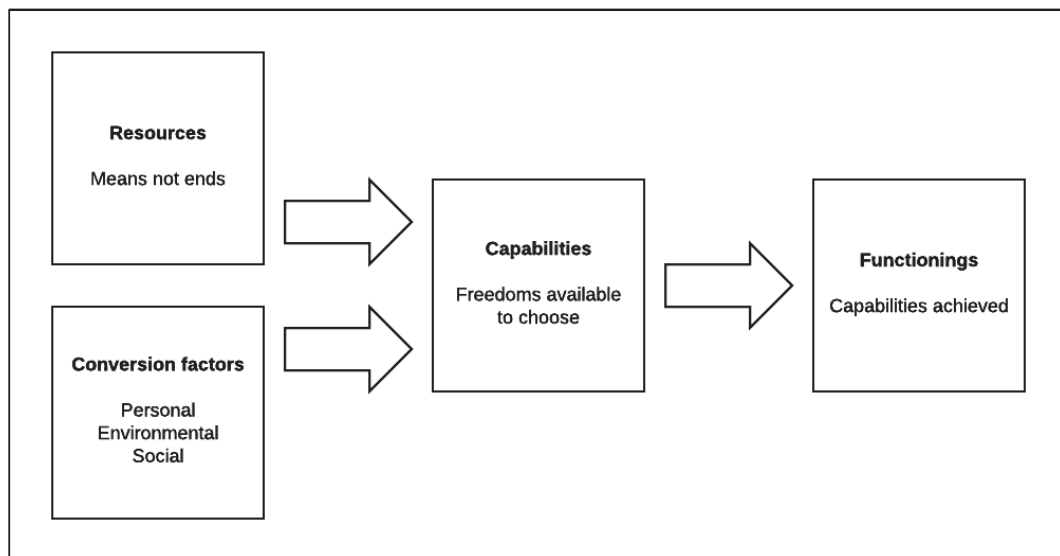 Resources
Means not ends
Conversion factors
Personal
Environmental
Social
Capabilities
Freedoms available
to choose
Functionings
Capabilities achieved